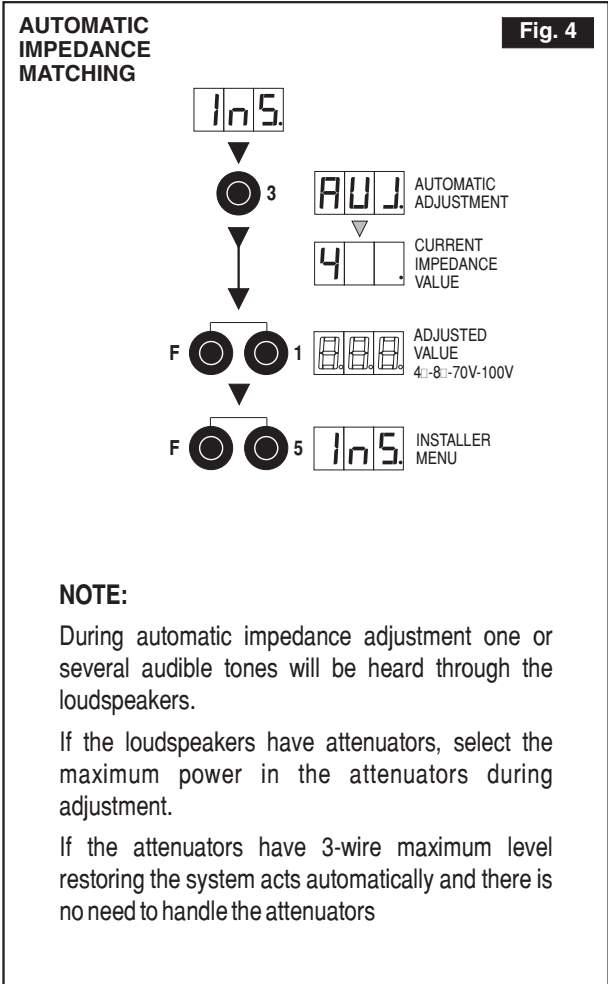 AUTOMATIC
IMPEDANCE
MATCHING
Fig. 4
InS.
3
AUJ.
AUTOMATIC
ADJUSTMENT
4 .
CURRENT
IMPEDANCE
VALUE
F
1
8.8.8.
ADJUSTED
VALUE
4□-8□-70V-100V
F
5
InS.
INSTALLER
MENU
NOTE:
During automatic impedance adjustment one or
several audible tones will be heard through the
loudspeakers.
If the loudspeakers have attenuators, select the
maximum power in the attenuators during
adjustment.
If the attenuators have 3-wire maximum level
restoring the system acts automatically and there is
no need to handle the attenuators